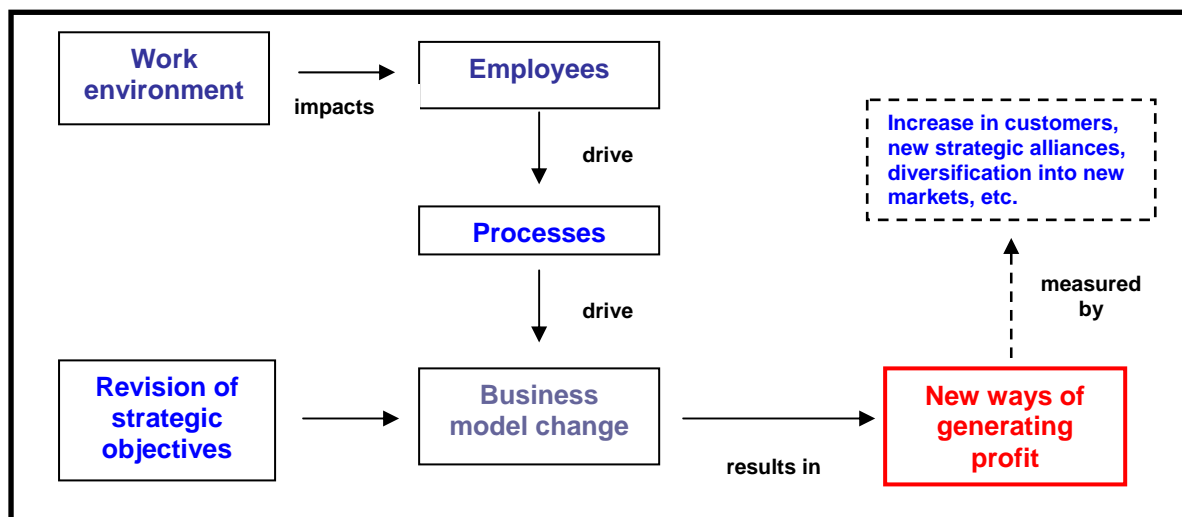 Work
environment
impacts
Employees
drive
Increase in customers,
new strategic alliances,
diversification into new
markets, etc.
Processes
drive
measured
by
Revision of
strategic
objectives
Business
model change
results in
New ways of
generating
profit